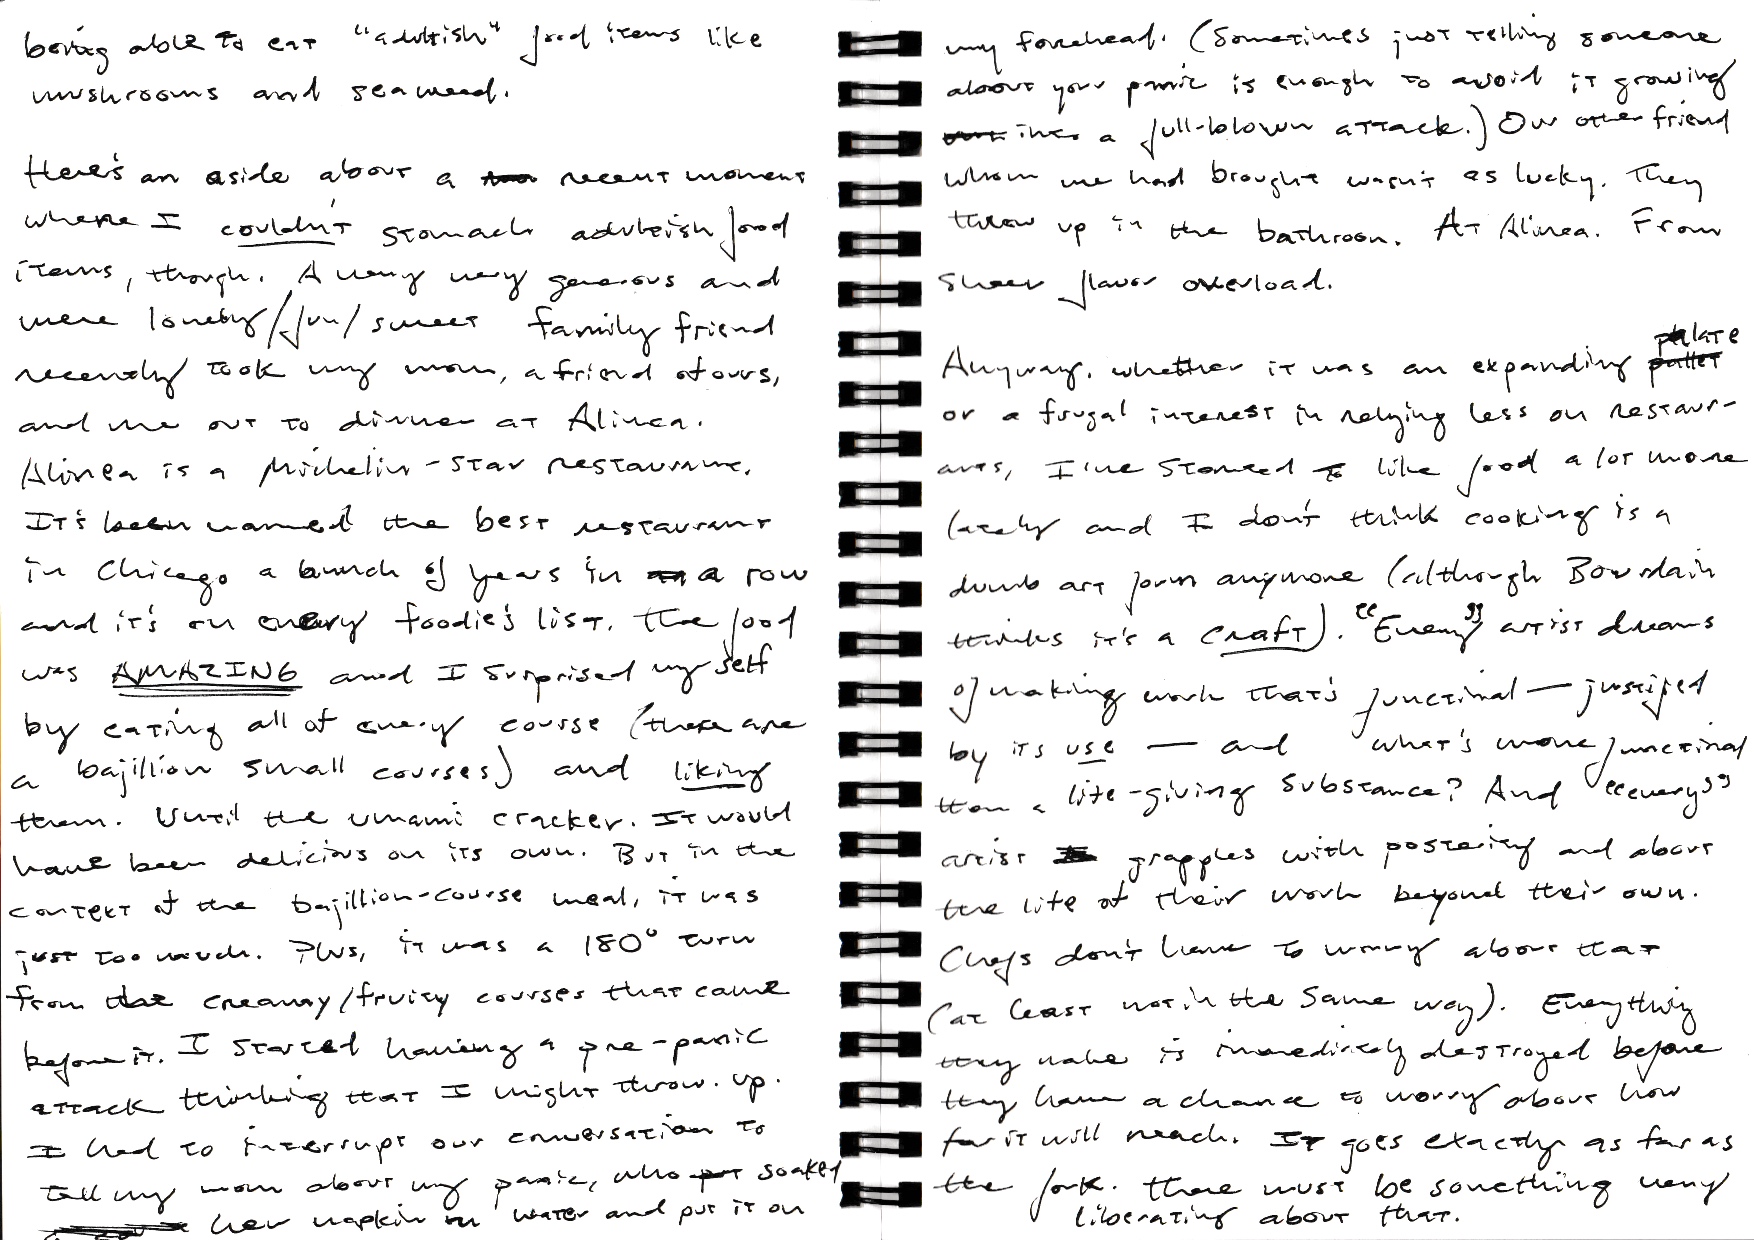 being able to eat "adultish" food items like
mushrooms and seaweed.
Here's an aside about a recent moment
where I couldn't stomach adultish food
items, though. A very very generous and
very lovely/fun/sweet family friend
recently took my mom, a friend of ours,
and me out to dinner at Alinea.
Alinea is a Michelin-star restaurant.
It's been named the best restaurant
in Chicago a bunch of years in a row
and it's on every foodie's list. The food
was AMAZING and I surprised myself
by eating all of every course (there are
a bajillion small courses) and liking
them. Until the umami cracker. It would
have been delicious on its own. But in the
context of the bajillion-course meal, it was
just too much. Plus, it was a 180° turn
from the creamy/fruity courses that came
before it. I started having a pre-panic
attack thinking that I might throw up.
I had to interrupt our conversation to
tell my mom about my panic, who put soaked
her napkin in water and put it on
my forehead. (Sometimes just telling someone
about your panic is enough to avoid it growing
into a full-blown attack.) Our other friend
whom we had brought wasn't as lucky. They
threw up in the bathroom. At Alinea. From
sheer flavor overload.
Anyway, whether it was an expanding pallet palate
or a frugal interest in relying less on restaur-
ants, I've started to like food a lot more
lately and I don't think cooking is a
dumb art form anymore (although Bourdain
thinks it's a craft). "Every" artist dreams
of making work that's functional — justified
by its use — and what's more functional
than a life-giving substance? And "every"
artist grapples with posterity and about
the life of their work beyond their own.
Chefs don't have to worry about that
(at least not in the same way). Everything
they make is immediately destroyed before
they have a chance to worry about how
far it will reach. It goes exactly as far as
the fork. There must be something very
liberating about that.